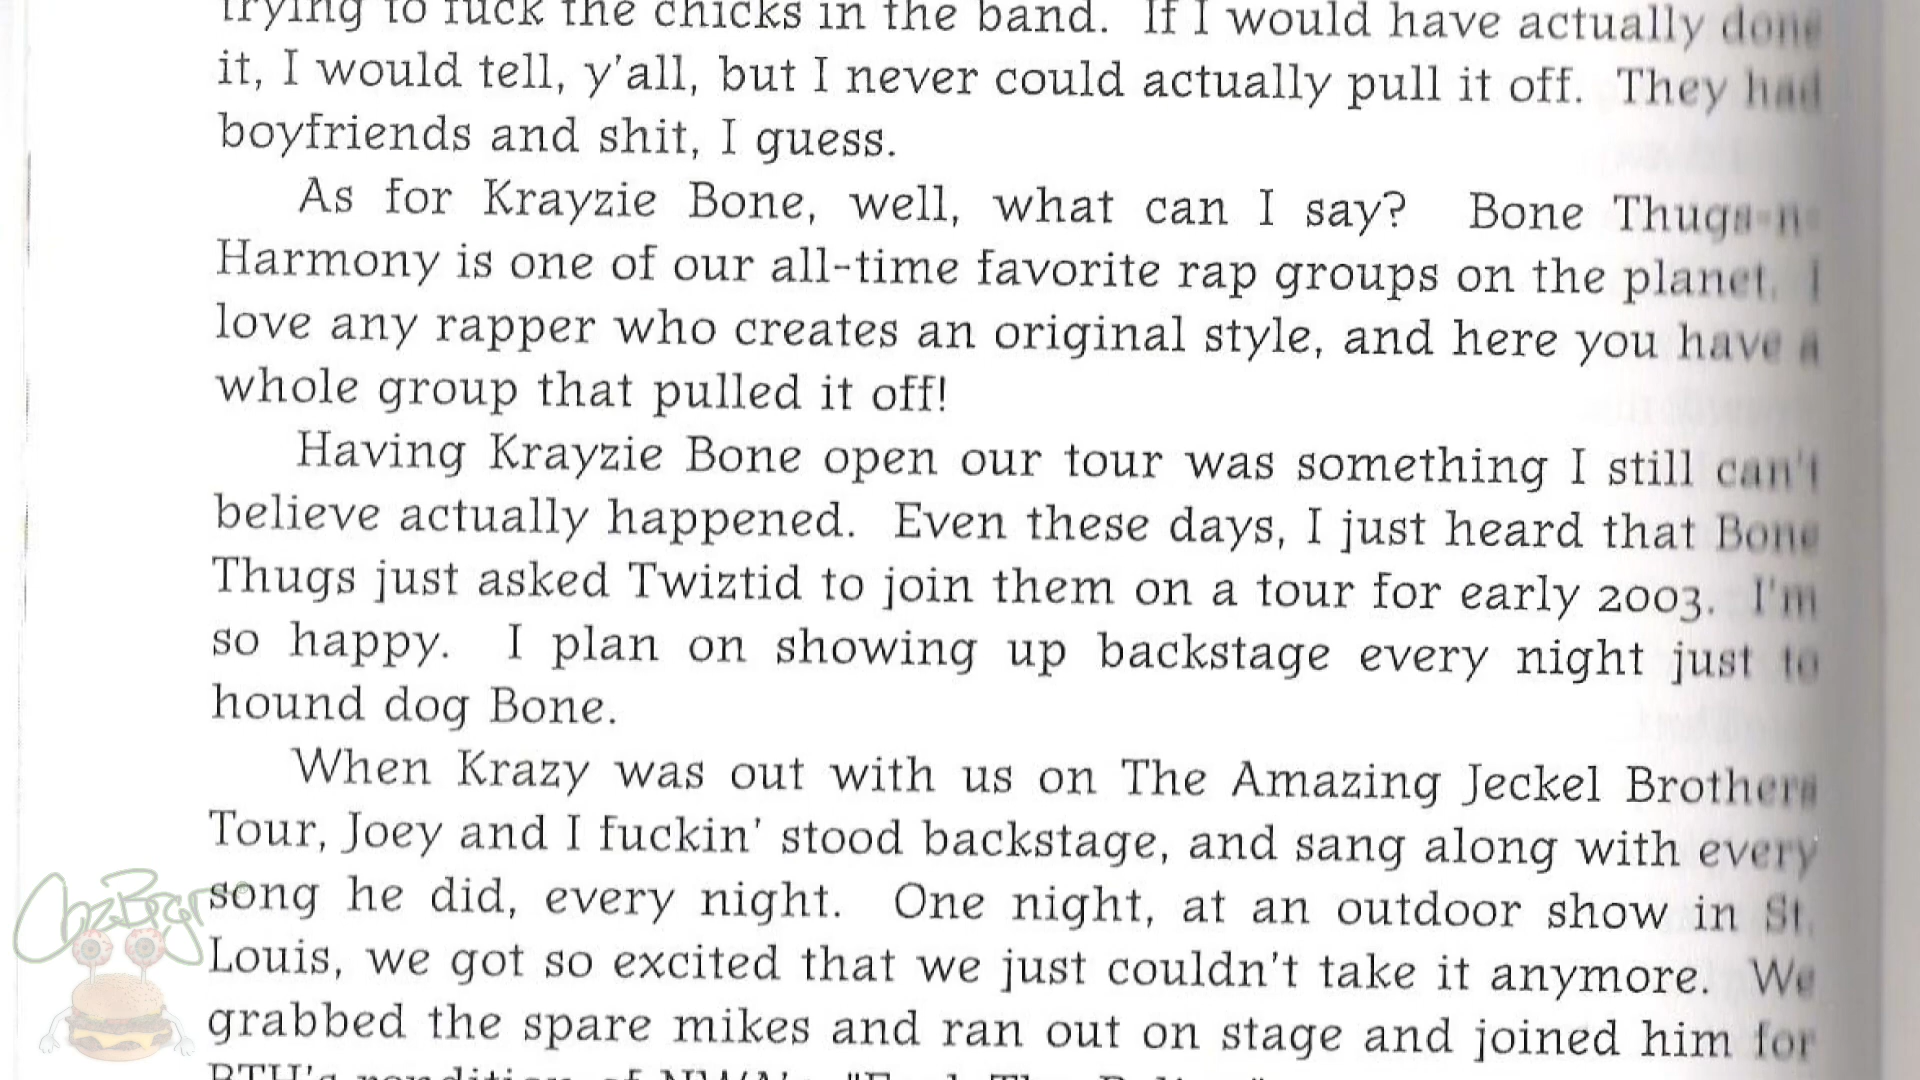 trying to fuck the chicks in the band. If I would have actually done
it, I would tell, y'all, but I never could actually pull it off. They had
boyfriends and shit, I guess.
As for Krayzie Bone, well, what can I say? Bone Thugs-n-
Harmony is one of our all-time favorite rap groups on the planet. I
love any rapper who creates an original style, and here you have a
whole group that pulled it off!
Having Krayzie Bone open our tour was something I still can't
believe actually happened. Even these days, I just heard that Bone
Thugs just asked Twiztid to join them on a tour for early 2003. I'm
so happy. I plan on showing up backstage every night just to
hound dog Bone.
When Krazy was out with us on The Amazing Jeckel Brothers
Tour, Joey and I fuckin' stood backstage, and sang along with every
song he did, every night. One night, at an outdoor show in St.
Louis, we got so excited that we just couldn't take it anymore. We
grabbed the spare mikes and ran out on stage and joined him for
BTH's rendition of NWA's "Fuck The Police"